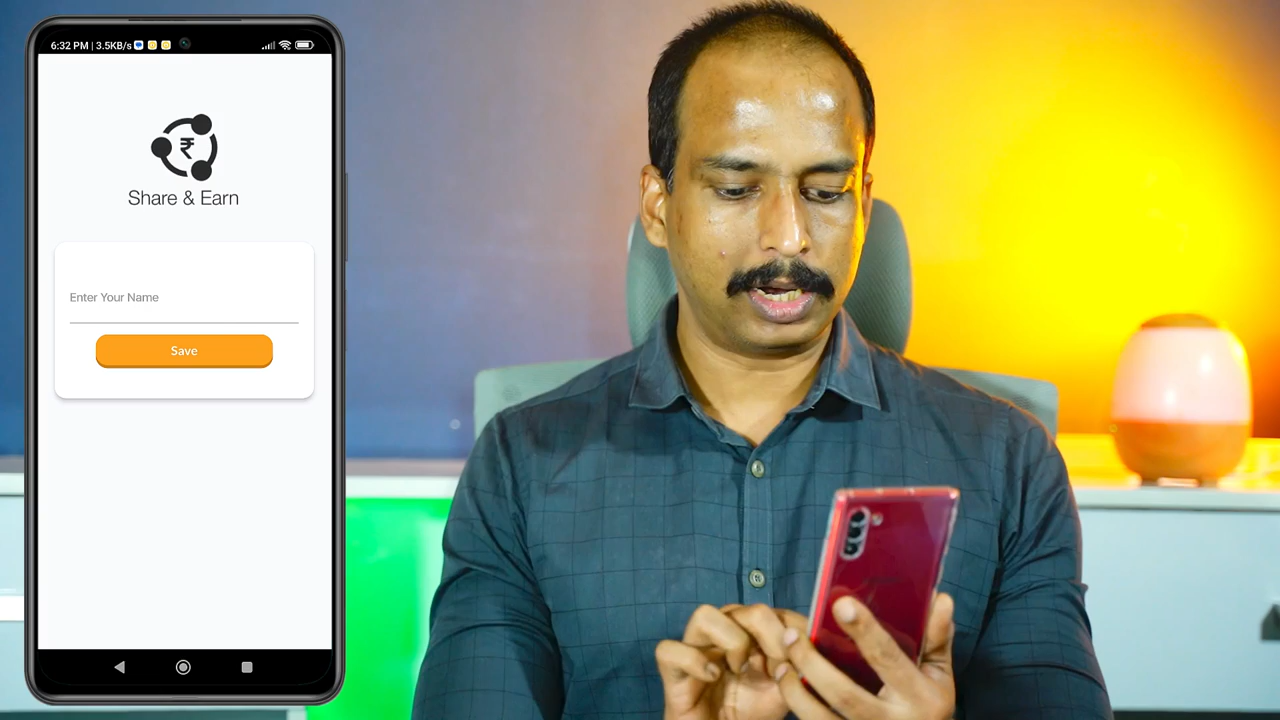 6:32 PM | 3.5KB/s
₹
Share & Earn
Enter Your Name
Save